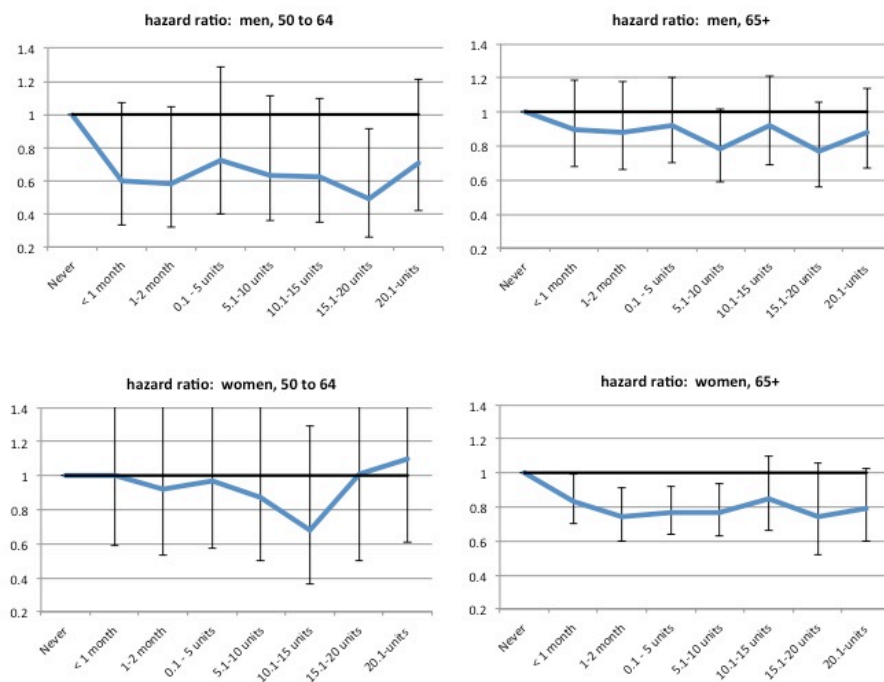 hazard ratio:  men, 50 to 64
1.4
1.2
1
0.8
0.6
0.4
0.2
Never
< 1 month
1-2 month
0.1 - 5 units
5.1-10 units
10.1-15 units
15.1-20 units
20.1-units
hazard ratio:  men, 65+
1.4
1.2
1
0.8
0.6
0.4
0.2
Never
< 1 month
1-2 month
0.1 - 5 units
5.1-10 units
10.1-15 units
15.1-20 units
20.1-units
hazard ratio:  women, 50 to 64
1.4
1.2
1
0.8
0.6
0.4
0.2
Never
< 1 month
1-2 month
0.1 - 5 units
5.1-10 units
10.1-15 units
15.1-20 units
20.1-units
hazard ratio:  women, 65+
1.4
1.2
1
0.8
0.6
0.4
0.2
Never
< 1 month
1-2 month
0.1 - 5 units
5.1-10 units
10.1-15 units
15.1-20 units
20.1-units